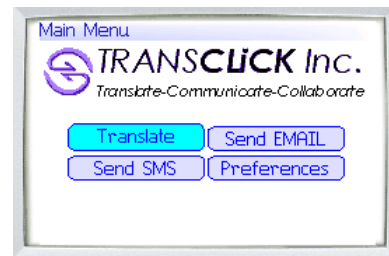 Main Menu
TRANSCLiCK Inc.
Translate-Communicate-Collaborate
Translate Send EMAIL
Send SMS Preferences